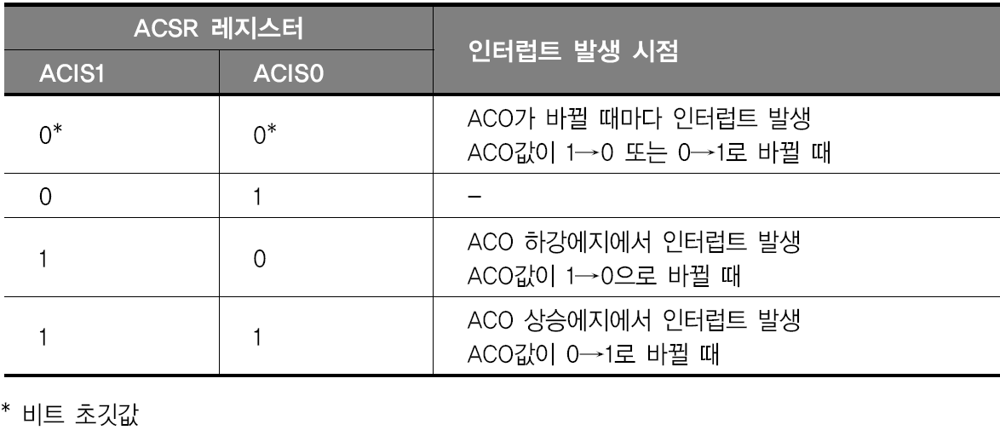 ACSR 레지스터
인터럽트 발생 시점
ACIS1 ACIS0
0* 0* ACO가 바뀔 때마다 인터럽트 발생
ACO값이 1→0 또는 0→1로 바뀔 때
0 1 –
1 0 ACO 하강에지에서 인터럽트 발생
ACO값이 1→0으로 바뀔 때
1 1 ACO 상승에지에서 인터럽트 발생
ACO값이 0→1로 바뀔 때
* 비트 초깃값